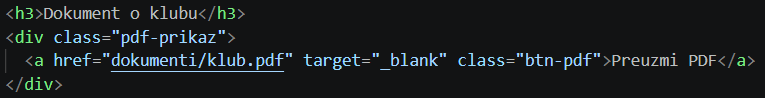 <h3>Dokument o klubu</h3>
<div class="pdf-prikaz">
<a href="dokumenti/klub.pdf" target="_blank" class="btn-pdf">Preuzmi PDF</a>
</div>